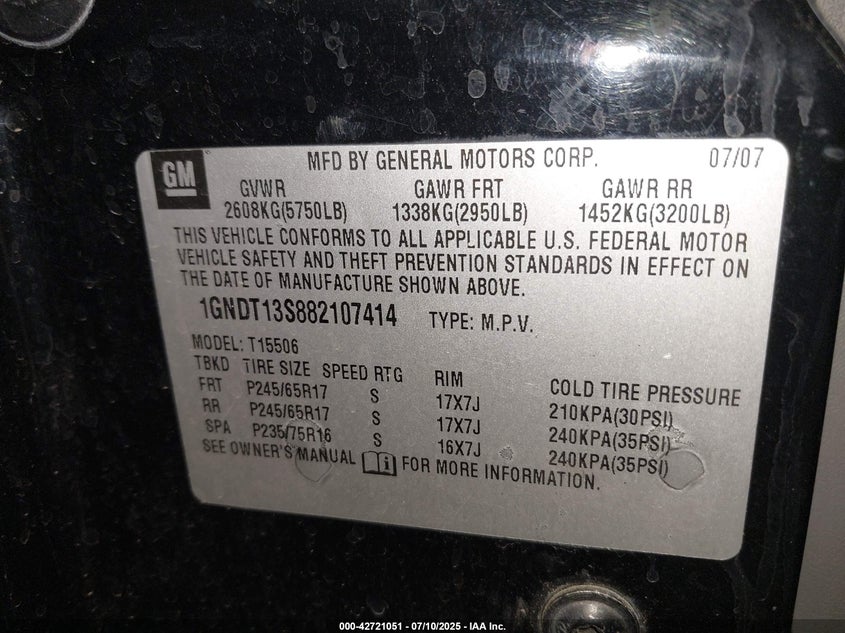 GM
MFD BY GENERAL MOTORS CORP. 07/07
GVWR GAWR FRT GAWR RR
2608KG(5750LB) 1338KG(2950LB) 1452KG(3200LB)
THIS VEHICLE CONFORMS TO ALL APPLICABLE U.S. FEDERAL MOTOR
VEHICLE SAFETY AND THEFT PREVENTION STANDARDS IN EFFECT ON
THE DATE OF MANUFACTURE SHOWN ABOVE.
1GNDT13S882107414 TYPE: M.P.V.
MODEL: T15506
TBKD TIRE SIZE SPEED RTG RIM COLD TIRE PRESSURE
FRT P245/65R17 S 17X7J 210KPA(30PSI)
RR P245/65R17 S 17X7J 240KPA(35PSI)
SPA P235/75R16 S 16X7J 240KPA(35PSI)
SEE OWNER'S MANUAL FOR MORE INFORMATION.
000-42721051 - 07/10/2025 - IAA Inc.